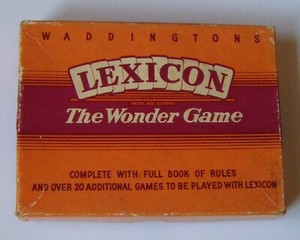 WADDINGTONS
LEXICON
The Wonder Game
COMPLETE WITH FULL BOOK OF RULES
AND OVER 20 ADDITIONAL GAMES TO BE PLAYED WITH LEXICON